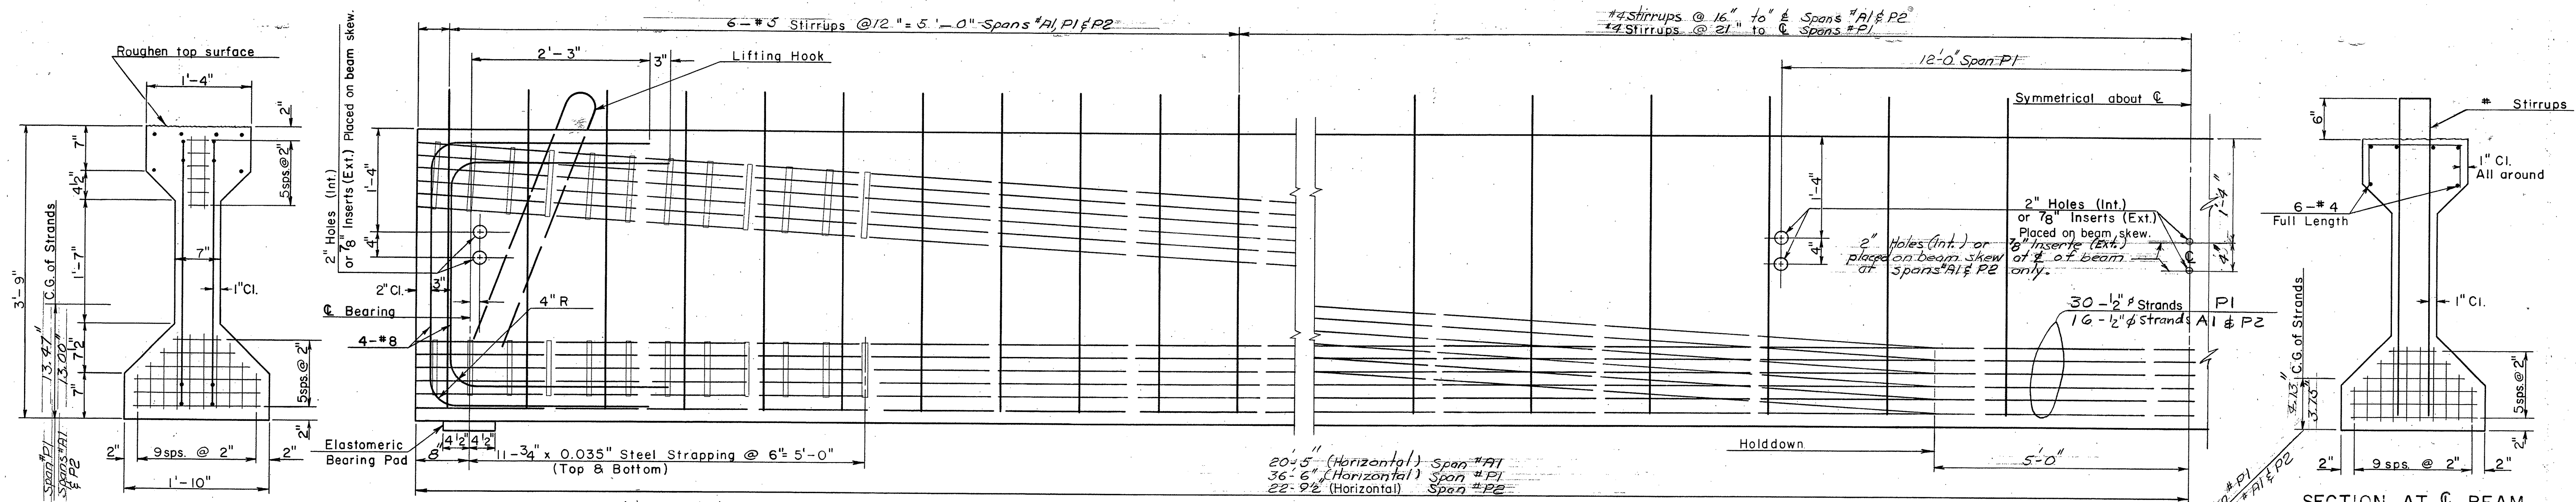 6-#5 Stirrups @12"=5'-0" Spans #A1, P1 & P2
#4 Stirrups @ 16" to ℄ Spans #A1 & P2
#4 Stirrups @ 21" to ℄ Spans #P1
12'-0" Span P1
Symmetrical about ℄
Roughen top surface
1'-4"
2"
5sps.@2"
7"
4½"
1'-7"
7½"
7"
3'-9"
7"
1"Cl.
13.47" C.G. of Strands
13.00"
Span #P1
Spans #A1
& P2
5sps.@2"
2"
2"
9sps. @ 2"
2"
1'-10"
2" Holes (Int.)
or 7/8" Inserts (Ext.) Placed on beam skew.
2'-3"
3"
Lifting Hook
1'-4"
4"
2"Cl.
3"
4"R
℄ Bearing
4-#8
Elastomeric
Bearing Pad
4½" 4½"
8"
11-3/4" x 0.035" Steel Strapping @ 6"= 5'-0"
(Top & Bottom)
20'-5" (Horizontal) Span #A1
36'-6" (Horizontal) Span #P1
22'-9½" (Horizontal) Span #P2
1'-4"
4"
2" Holes (Int.)
or 7/8" Inserts (Ext.)
Placed on beam skew.
2" Holes (Int.) or 7/8" Inserte (Ext.)
placed on beam skew at ℄ of beam
at spans #A1 & P2 only.
℄
1'-4"
4"
30-½"ø Strands P1
16-½"ø Strands A1 & P2
Holddown
5'-0"
# Stirrups
6"
1" Cl.
All around
6-#4
Full Length
1"Cl.
C.G. of Strands
3.75"
5sps.@2"
2"
2"
9 sps. @ 2"
2"
#P1
#A1 & P2
SECTION AT ℄ BEAM